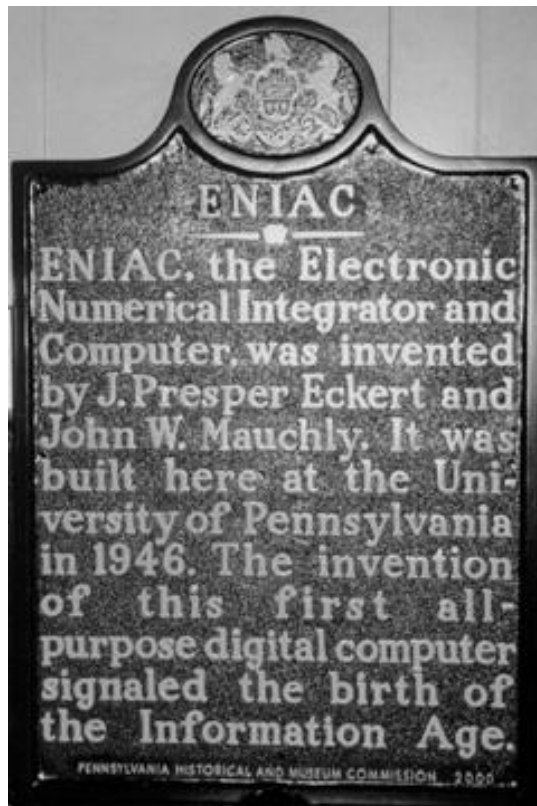 ENIAC
ENIAC, the Electronic
Numerical Integrator and
Computer, was invented
by J. Presper Eckert and
John W. Mauchly. It was
built here at the Uni-
versity of Pennsylvania
in 1946. The invention
of this first all-
purpose digital computer
signaled the birth of
the Information Age.
PENNSYLVANIA HISTORICAL AND MUSEUM COMMISSION 2000